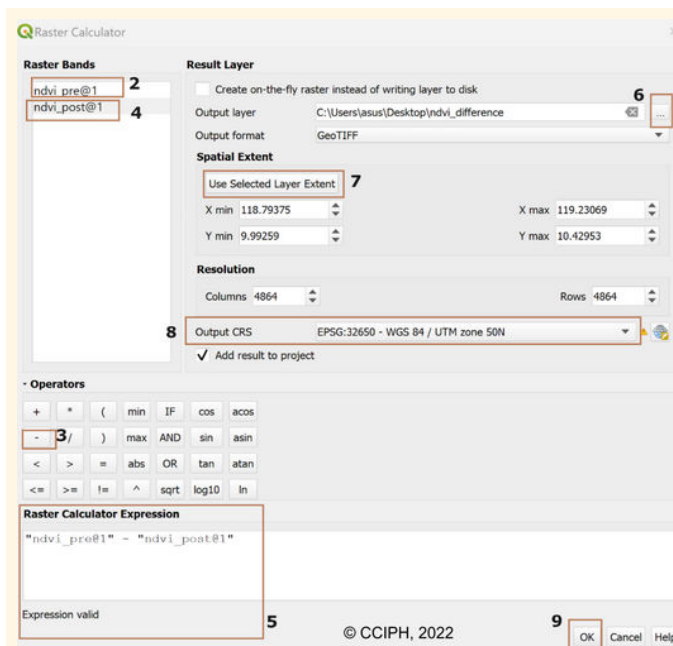 Raster Calculator
Raster Bands
ndvi_pre@1
2
ndvi_post@1
4
Result Layer
Create on-the-fly raster instead of writing layer to disk
6
Output layer C:\Users\asus\Desktop\ndvi_difference ...
Output format GeoTIFF
Spatial Extent
Use Selected Layer Extent 7
X min 118.79375 X max 119.23069
Y min 9.99259 Y max 10.42953
Resolution
Columns 4864 Rows 4864
8 Output CRS EPSG:32650 - WGS 84 / UTM zone 50N
✓ Add result to project
- Operators
+ * ( min IF cos acos
- 3 / ) max AND sin asin
< > = abs OR tan atan
<= >= != ^ sqrt log10 ln
Raster Calculator Expression
"ndvi_pre@1" - "ndvi_post@1"
Expression valid
5
© CCIPH, 2022
9
OK Cancel Help